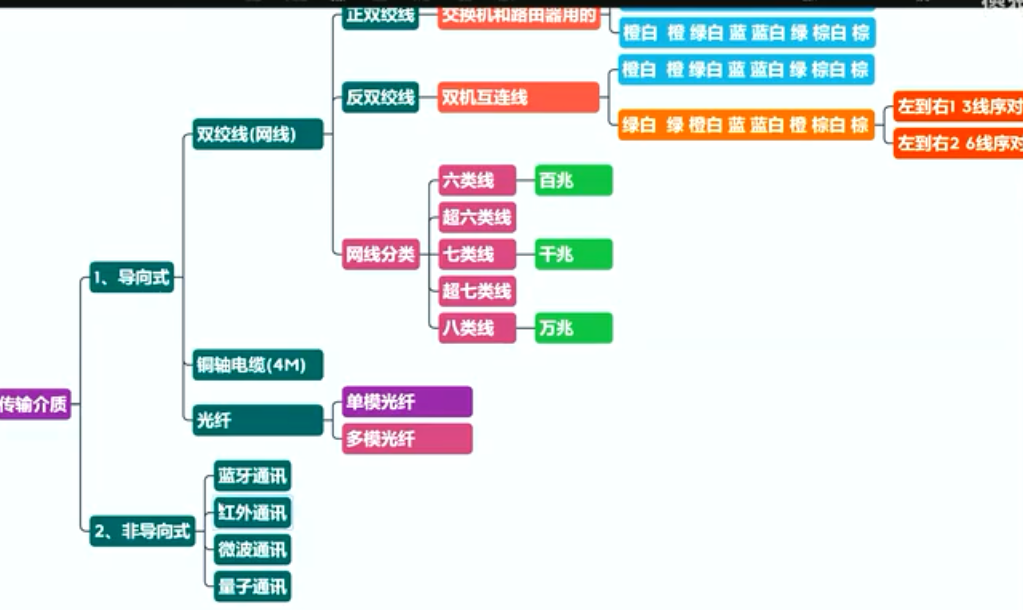 正双绞线
交换机和路由器用的
橙白 橙 绿白 蓝 蓝白 绿 棕白 棕
橙白 橙 绿白 蓝 蓝白 绿 棕白 棕
反双绞线
双机互连线
左到右1 3线序对
绿白 绿 橙白 蓝 蓝白 橙 棕白 棕
双绞线(网线)
左到右2 6线序对
六类线
百兆
超六类线
网线分类
七类线
千兆
1、导向式
超七类线
八类线
万兆
铜轴电缆(4M)
传输介质
单模光纤
光纤
多模光纤
蓝牙通讯
红外通讯
2、非导向式
微波通讯
量子通讯